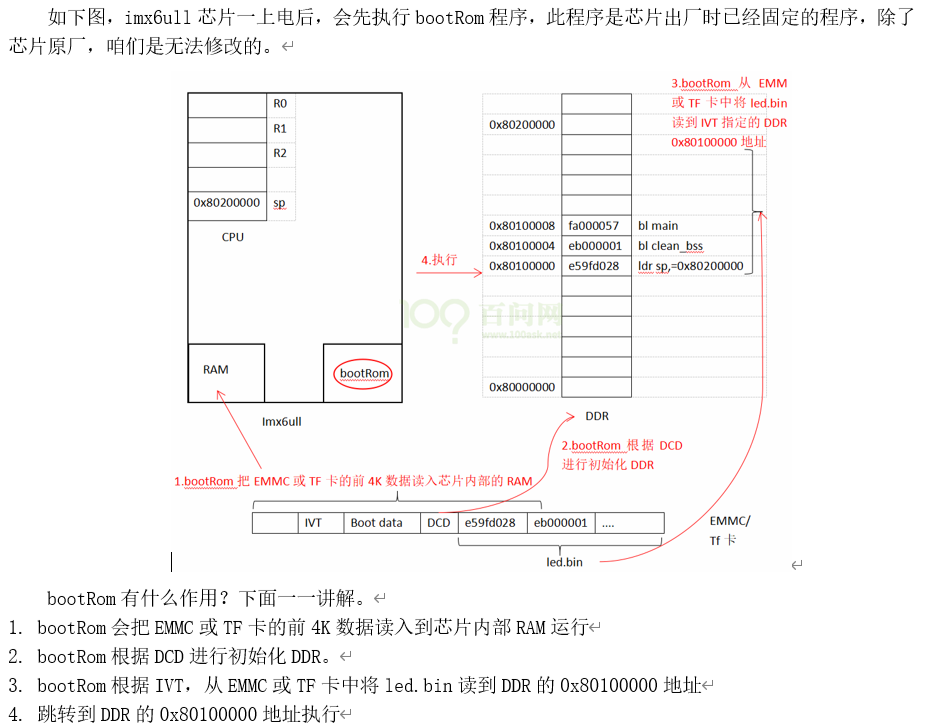 如下图，imx6ull 芯片一上电后，会先执行 bootRom 程序，此程序是芯片出厂时已经固定的程序，除了
芯片原厂，咱们是无法修改的。
3.bootRom 从 EMM
或 TF 卡中将 led.bin
读到 IVT 指定的 DDR
0x80100000 地址
R0
R1
R2
0x80200000 sp
CPU
RAM
bootRom
Imx6ull
4.执行
0x80200000
0x80100008 fa000057 bl main
0x80100004 eb000001 bl clean_bss
0x80100000 e59fd028 ldr sp,=0x80200000
100?百问网
www.100ask.net
0x80000000
DDR
2.bootRom 根据 DCD
进行初始化 DDR
1.bootRom 把 EMMC 或 TF 卡的前 4K 数据读入芯片内部的 RAM
IVT Boot data DCD e59fd028 eb000001 ....
EMMC/
Tf 卡
led.bin
bootRom 有什么作用？下面一一讲解。
1. bootRom 会把 EMMC 或 TF 卡的前 4K 数据读入到芯片内部 RAM 运行
2. bootRom 根据 DCD 进行初始化 DDR。
3. bootRom 根据 IVT，从 EMMC 或 TF 卡中将 led.bin 读到 DDR 的 0x80100000 地址
4. 跳转到 DDR 的 0x80100000 地址执行